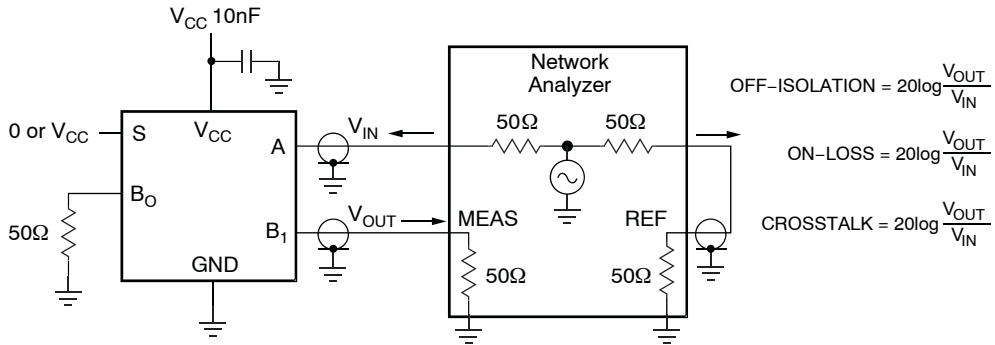 V_CC 10nF
Network
Analyzer
OFF−ISOLATION = 20log V_OUT / V_IN
0 or V_CC
S
V_CC
A
V_IN
50Ω
50Ω
ON−LOSS = 20log V_OUT / V_IN
B_O
50Ω
B_1
V_OUT
MEAS
REF
CROSSTALK = 20log V_OUT / V_IN
GND
50Ω
50Ω